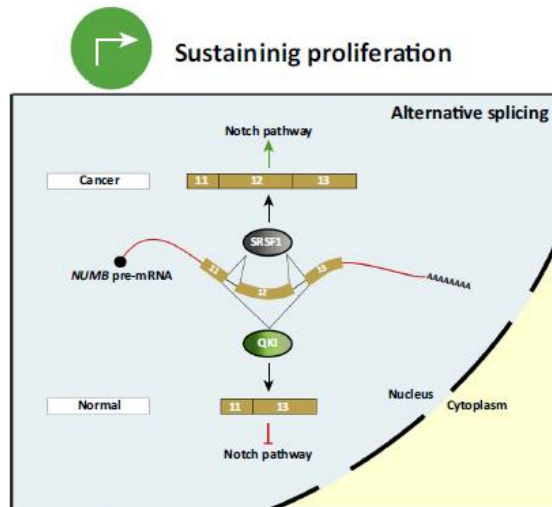 Sustaininig proliferation
Alternative splicing
Notch pathway
Cancer
11 12 13
SRSF1
NUMB pre-mRNA
11
12
13
AAAAAAAA
QKI
Normal
11 13
Nucleus
Cytoplasm
Notch pathway